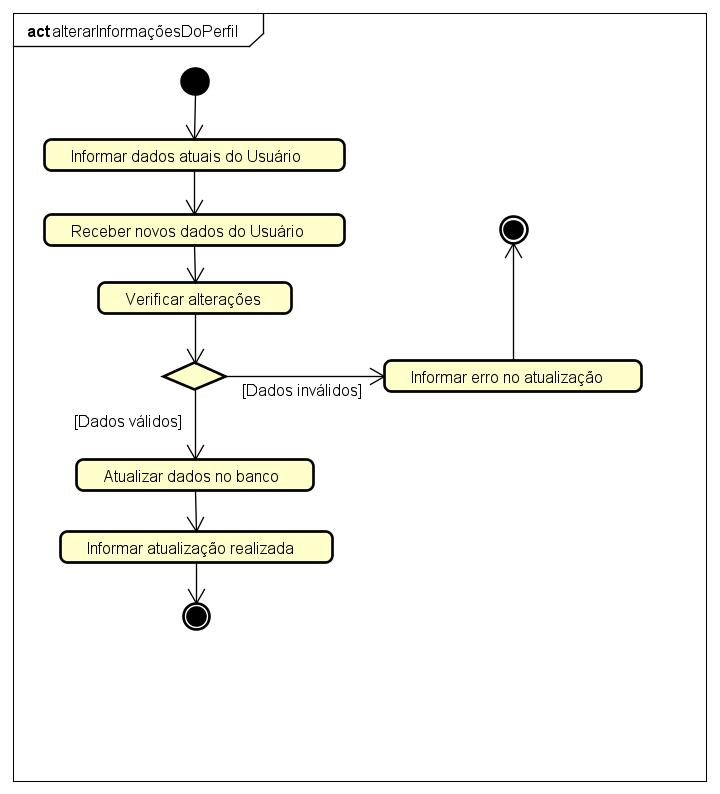 act alterarInformaçõesDoPerfil
Informar dados atuais do Usuário
Receber novos dados do Usuário
Verificar alterações
Informar erro no atualização
[Dados inválidos]
[Dados válidos]
Atualizar dados no banco
Informar atualização realizada